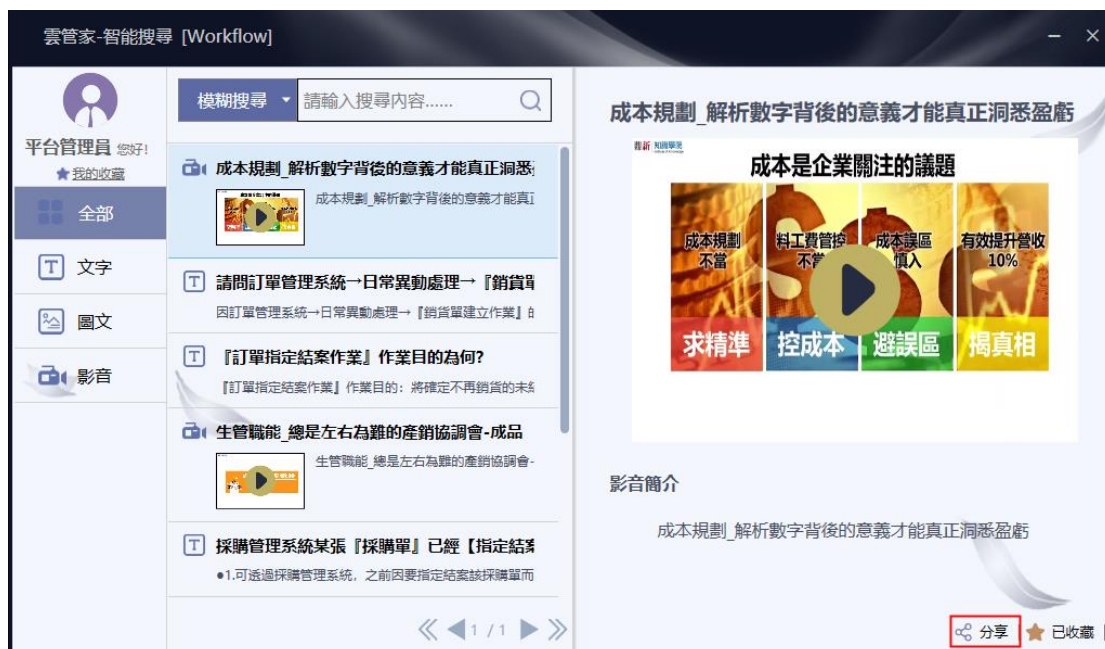 雲管家-智能搜尋 [Workflow]
平台管理員 您好!
我的收藏
全部
文字
圖文
影音
模糊搜尋
請輸入搜尋內容......
成本規劃_解析數字背後的意義才能真正洞悉
成本規劃_解析數字背後的意義才能真正
請問訂單管理系統→日常異動處理→『銷貨單
因訂單管理系統→日常異動處理→『銷貨單建立作業』的
『訂單指定結案作業』作業目的為何?
『訂單指定結案作業』作業目的：將確定不再銷貨的未結
生管職能_總是左右為難的產銷協調會-成品
生管職能_總是左右為難的產銷協調會-
採購管理系統某張『採購單』已經【指定結案
●1.可透過採購管理系統，之前因要指定結案該採購單而
1 / 1
成本規劃_解析數字背後的意義才能真正洞悉盈虧
鼎新 知識學院
成本是企業關注的議題
成本規劃
不當
料工費管控
不當
成本誤區
慎入
有效提升營收
10%
求精準
控成本
避誤區
揭真相
影音簡介
成本規劃_解析數字背後的意義才能真正洞悉盈虧
分享
已收藏